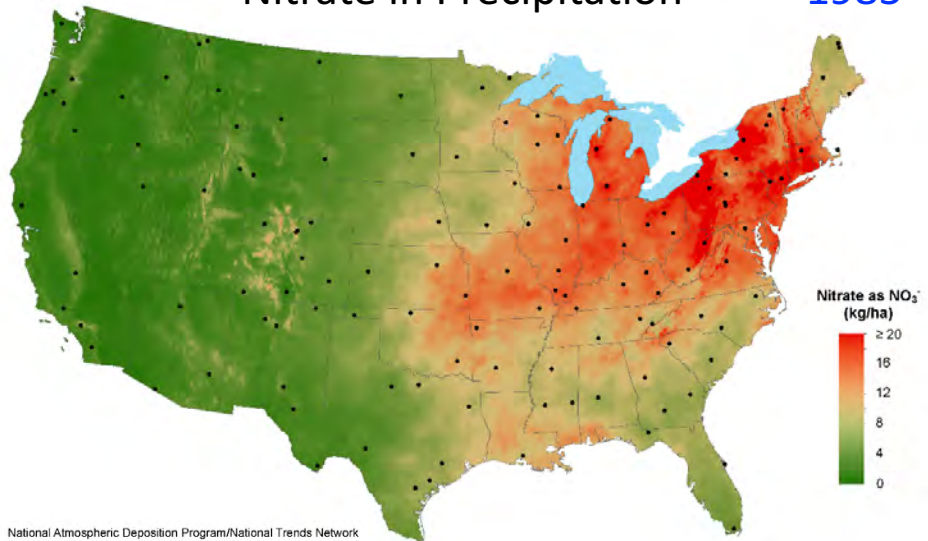 Nitrate in Precipitation 1985
Nitrate as NO₃⁻
(kg/ha)
≥ 20
16
12
8
4
0
National Atmospheric Deposition Program/National Trends Network